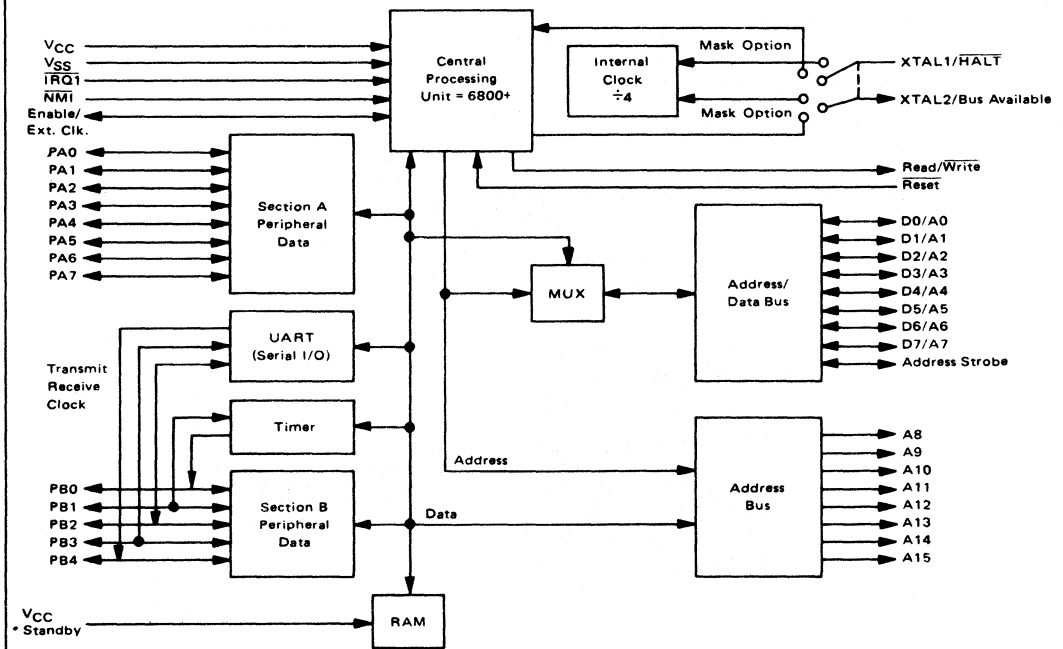 VCC
VSS
IRQ1
NMI
Enable/
Ext. Clk.
Central
Processing
Unit = 6800+
Mask Option
Internal
Clock
÷4
Mask Option
XTAL1/HALT
XTAL2/Bus Available
Read/Write
Reset
PA0
PA1
PA2
PA3
PA4
PA5
PA6
PA7
Section A
Peripheral
Data
MUX
Address/
Data Bus
D0/A0
D1/A1
D2/A2
D3/A3
D4/A4
D5/A5
D6/A6
D7/A7
Address Strobe
Transmit
Receive
Clock
UART
(Serial I/O)
Timer
PB0
PB1
PB2
PB3
PB4
Section B
Peripheral
Data
Address
Data
Address
Bus
A8
A9
A10
A11
A12
A13
A14
A15
VCC
* Standby
RAM